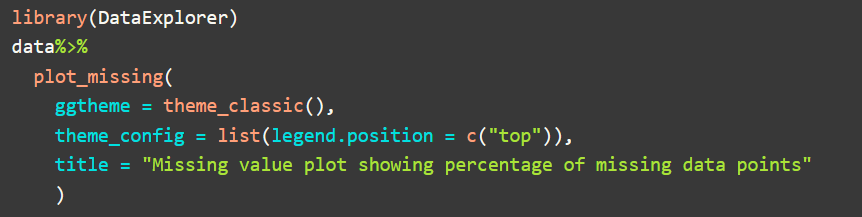 library(DataExplorer)
data%>%
  plot_missing(
    ggtheme = theme_classic(),
    theme_config = list(legend.position = c("top")),
    title = "Missing value plot showing percentage of missing data points"
    )